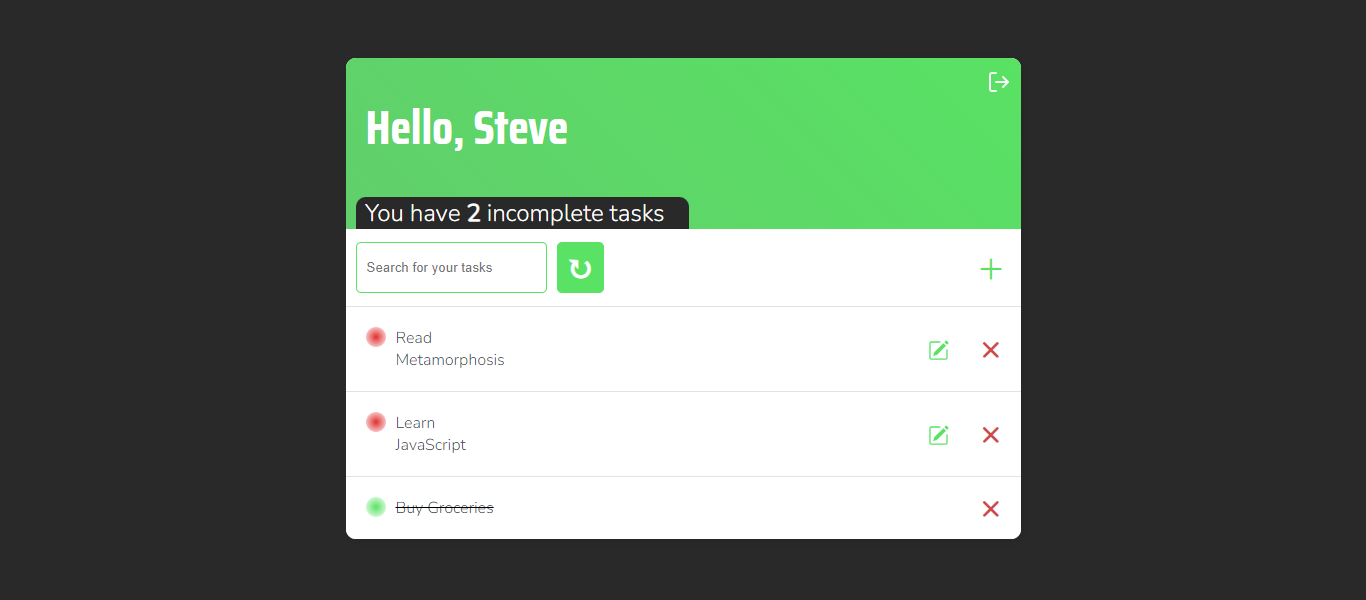 Hello, Steve
You have 2 incomplete tasks
Search for your tasks
Read
Metamorphosis
Learn
JavaScript
Buy Groceries